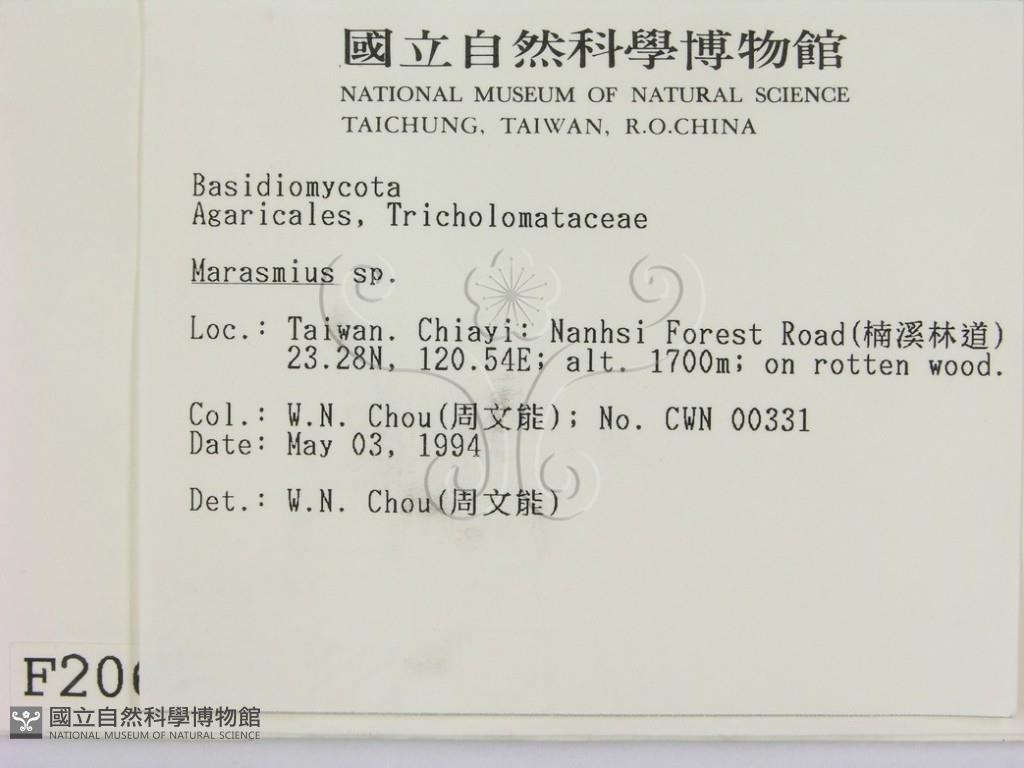 國立自然科學博物館
NATIONAL MUSEUM OF NATURAL SCIENCE
TAICHUNG, TAIWAN, R.O.CHINA
Basidiomycota
Agaricales, Tricholomataceae
Marasmius sp.
Loc.: Taiwan. Chiayi: Nanhsi Forest Road(楠溪林道)
23.28N, 120.54E; alt. 1700m; on rotten wood.
Col.: W.N. Chou(周文能); No. CWN 00331
Date: May 03, 1994
Det.: W.N. Chou(周文能)
F206
國立自然科學博物館
NATIONAL MUSEUM OF NATURAL SCIENCE